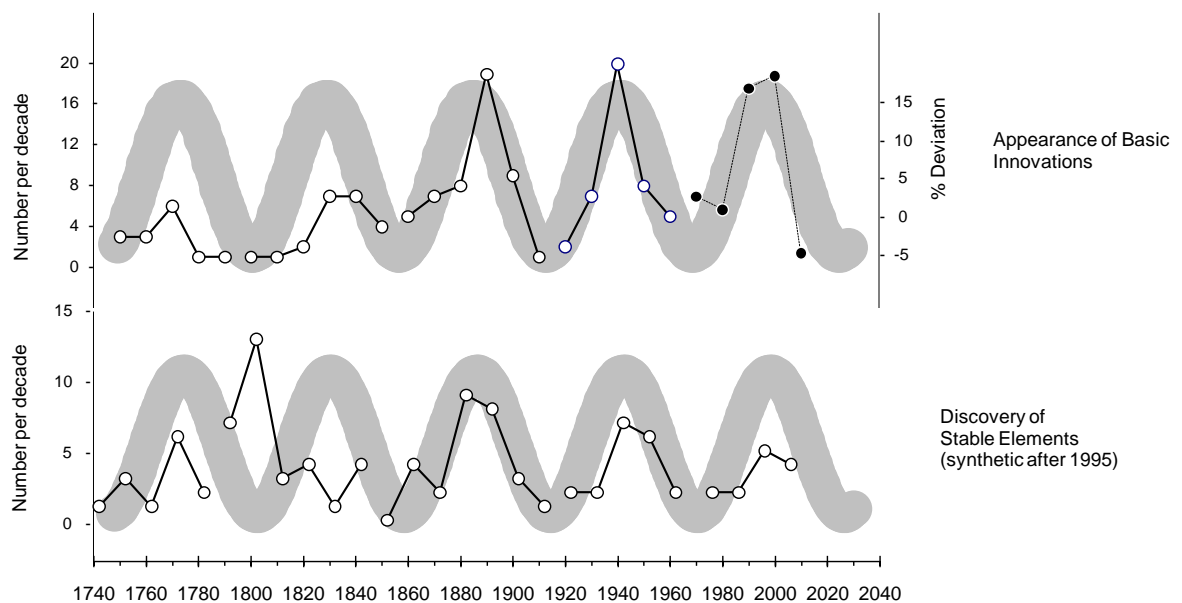 Number per decade
20
16
12
8
4
0
15
10
5
0
-5
% Deviation
Appearance of Basic
Innovations
Number per decade
15
10
5
0
Discovery of
Stable Elements
(synthetic after 1995)
1740 1760 1780 1800 1820 1840 1860 1880 1900 1920 1940 1960 1980 2000 2020 2040